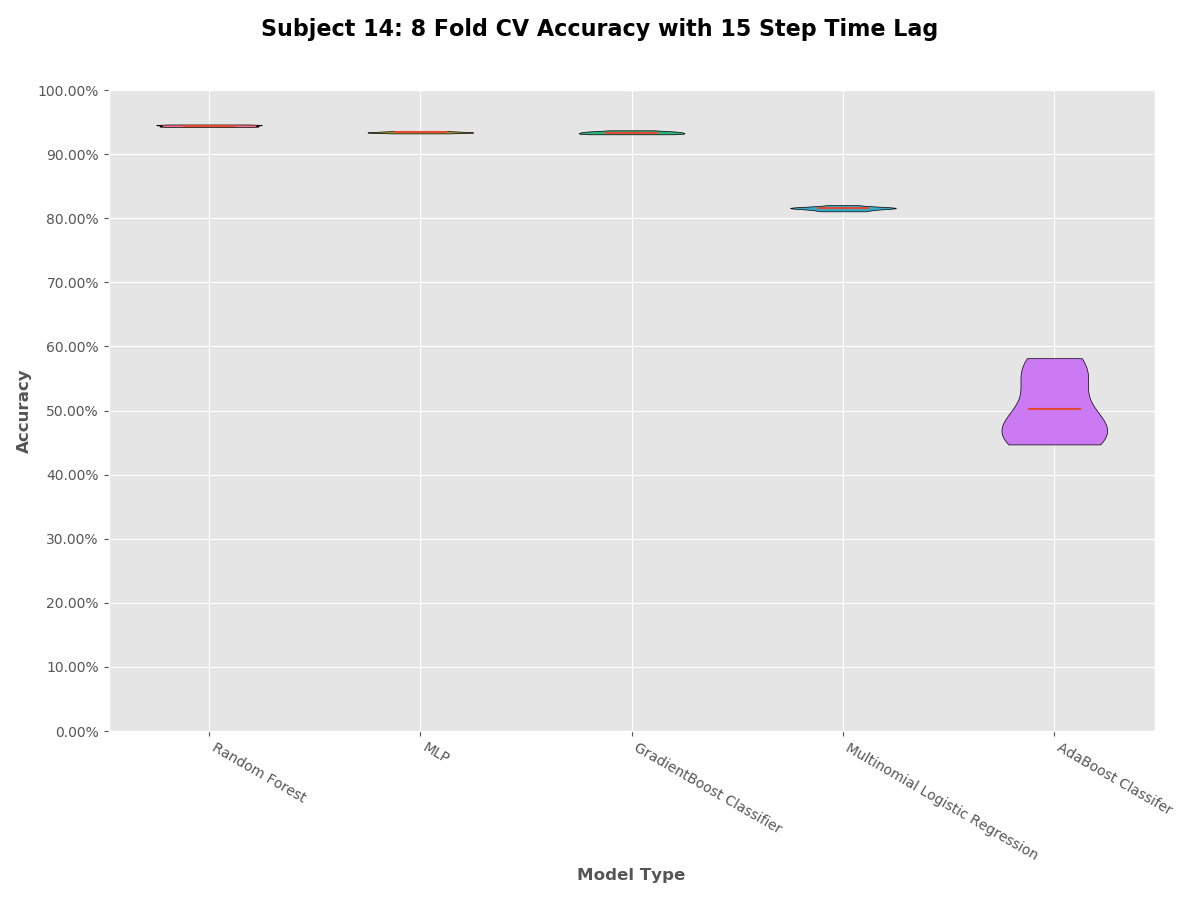 Subject 14: 8 Fold CV Accuracy with 15 Step Time Lag
100.00%
90.00%
80.00%
70.00%
60.00%
50.00%
40.00%
30.00%
20.00%
10.00%
0.00%
Accuracy
Random Forest
MLP
GradientBoost Classifier
Multinomial Logistic Regression
AdaBoost Classifer
Model Type